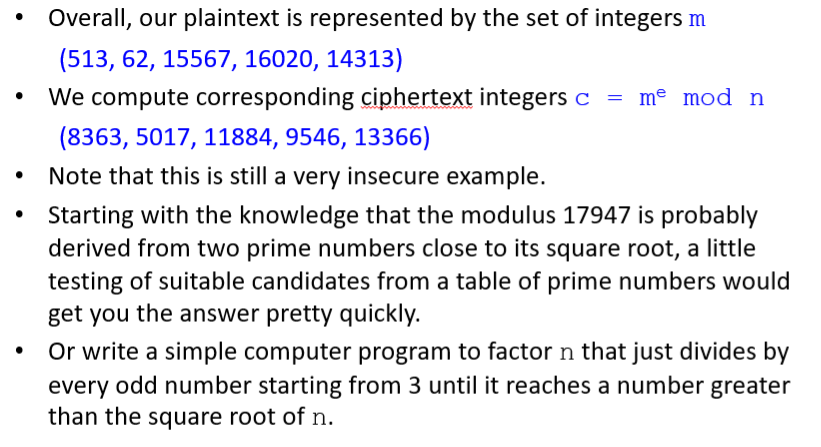 • Overall, our plaintext is represented by the set of integers m
(513, 62, 15567, 16020, 14313)
• We compute corresponding ciphertext integers c = mᵉ mod n
(8363, 5017, 11884, 9546, 13366)
• Note that this is still a very insecure example.
• Starting with the knowledge that the modulus 17947 is probably
derived from two prime numbers close to its square root, a little
testing of suitable candidates from a table of prime numbers would
get you the answer pretty quickly.
• Or write a simple computer program to factor n that just divides by
every odd number starting from 3 until it reaches a number greater
than the square root of n.